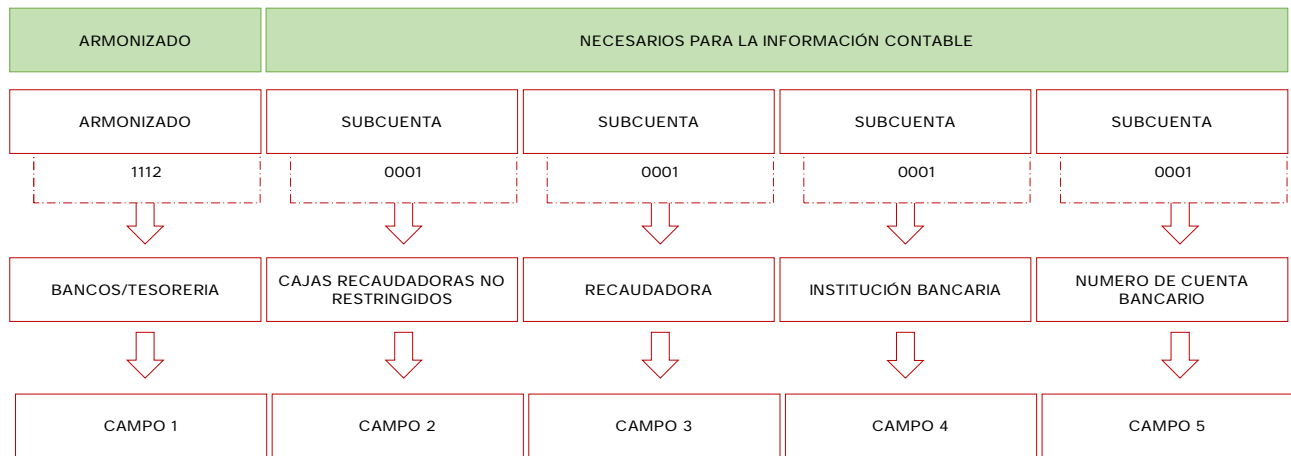 ARMONIZADO
NECESARIOS PARA LA INFORMACIÓN CONTABLE
ARMONIZADO
SUBCUENTA
SUBCUENTA
SUBCUENTA
SUBCUENTA
1112
0001
0001
0001
0001
BANCOS/TESORERIA
CAJAS RECAUDADORAS NO
RESTRINGIDOS
RECAUDADORA
INSTITUCIÓN BANCARIA
NUMERO DE CUENTA
BANCARIO
CAMPO 1
CAMPO 2
CAMPO 3
CAMPO 4
CAMPO 5